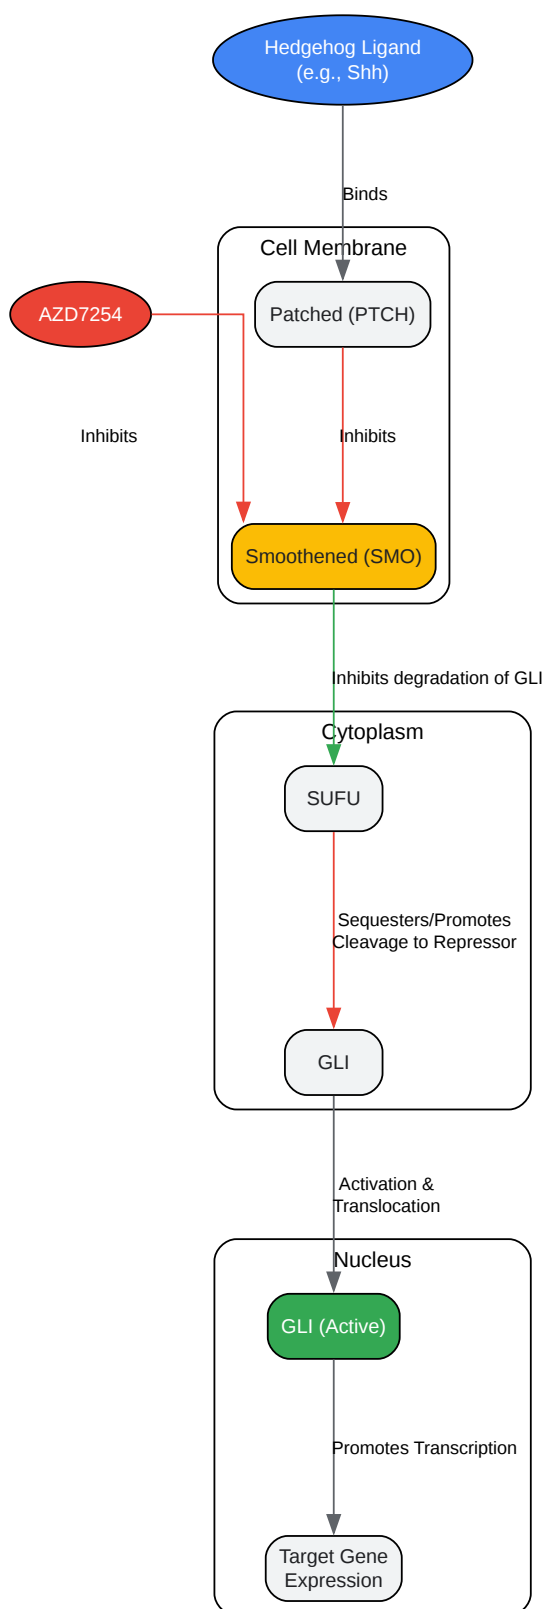 Hedgehog Ligand
(e.g., Shh)
Binds
Cell Membrane
AZD7254
Patched (PTCH)
Inhibits
Inhibits
Smoothened (SMO)
Inhibits degradation of GLI
Cytoplasm
SUFU
Sequesters/Promotes
Cleavage to Repressor
GLI
Activation &
Translocation
Nucleus
GLI (Active)
Promotes Transcription
Target Gene
Expression